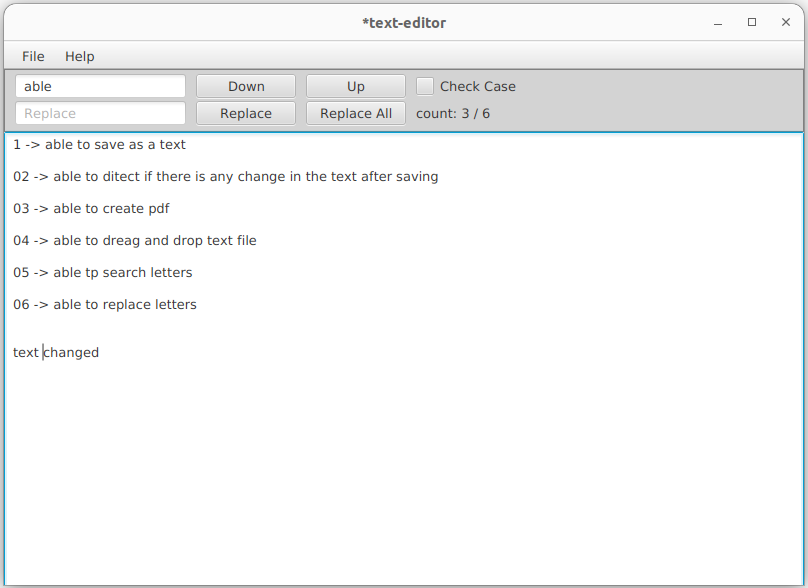 *text-editor
File Help
able Down Up Check Case
Replace Replace Replace All count: 3 / 6
1 -> able to save as a text
02 -> able to ditect if there is any change in the text after saving
03 -> able to create pdf
04 -> able to dreag and drop text file
05 -> able tp search letters
06 -> able to replace letters
text changed